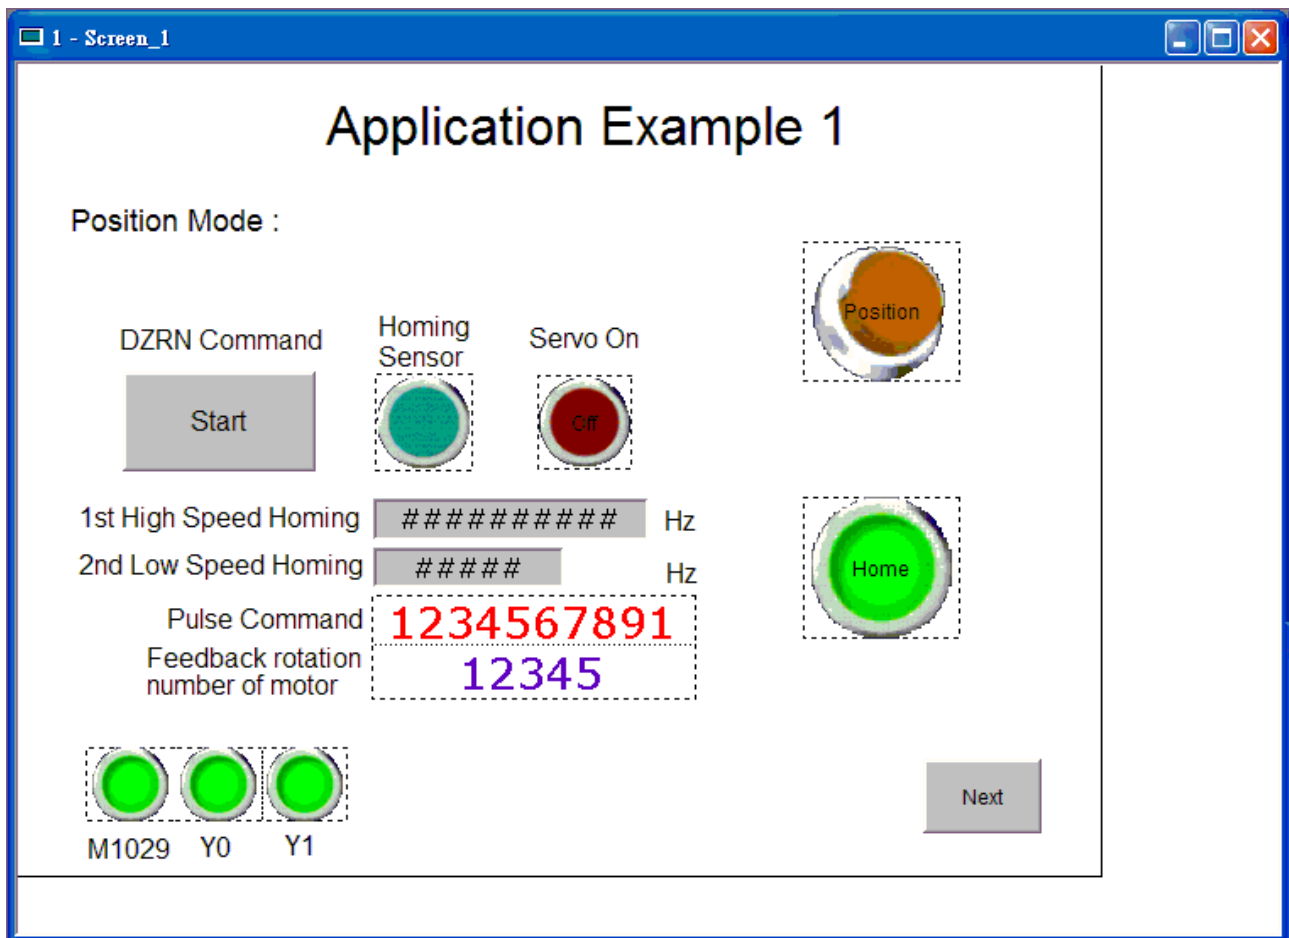 1 - Screen_1
Application Example 1
Position Mode :
Position
DZRN Command
Homing
Sensor
Servo On
Start
Off
1st High Speed Homing ########## Hz
2nd Low Speed Homing ##### Hz
Home
Pulse Command 1234567891
Feedback rotation
number of motor 12345
Next
M1029 Y0 Y1